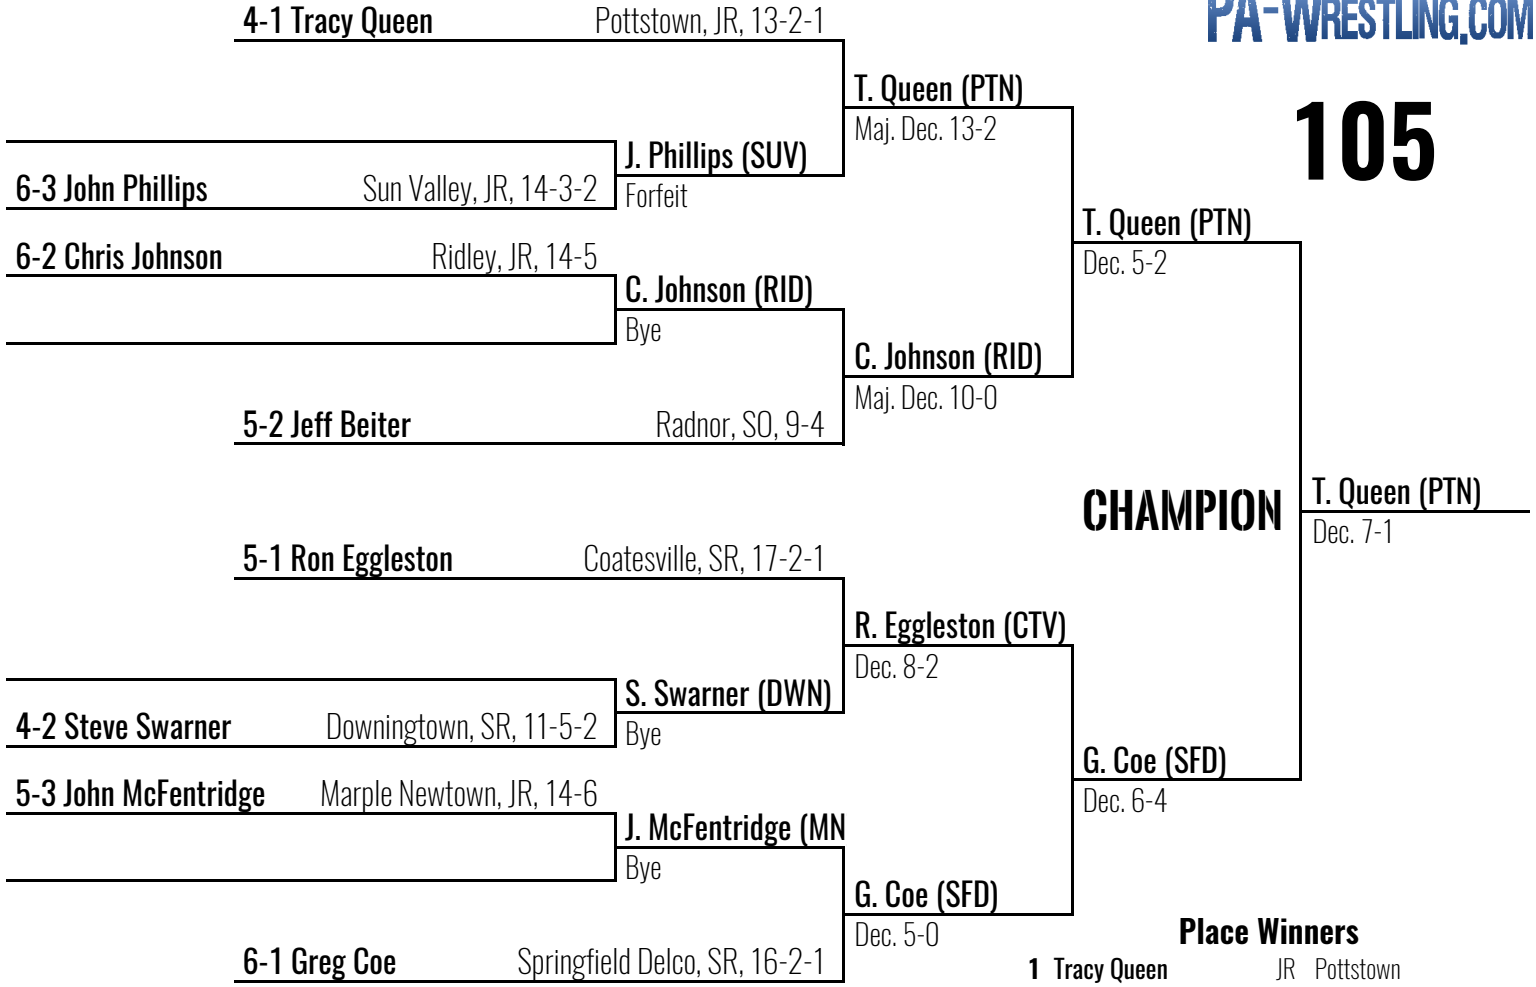 4-1 Tracy Queen Pottstown, JR, 13-2-1
PA-WRESTLING.COM
T. Queen (PTN)
Maj. Dec. 13-2
105
J. Phillips (SUV)
6-3 John Phillips Sun Valley, JR, 14-3-2
Forfeit
T. Queen (PTN)
Dec. 5-2
6-2 Chris Johnson Ridley, JR, 14-5
C. Johnson (RID)
Bye
C. Johnson (RID)
Maj. Dec. 10-0
5-2 Jeff Beiter Radnor, SO, 9-4
CHAMPION
T. Queen (PTN)
Dec. 7-1
5-1 Ron Eggleston Coatesville, SR, 17-2-1
R. Eggleston (CTV)
Dec. 8-2
S. Swarner (DWN)
4-2 Steve Swarner Downingtown, SR, 11-5-2
Bye
G. Coe (SFD)
Dec. 6-4
5-3 John McFentridge Marple Newtown, JR, 14-6
J. McFentridge (MN
Bye
G. Coe (SFD)
Dec. 5-0
6-1 Greg Coe Springfield Delco, SR, 16-2-1
Place Winners
1 Tracy Queen JR Pottstown